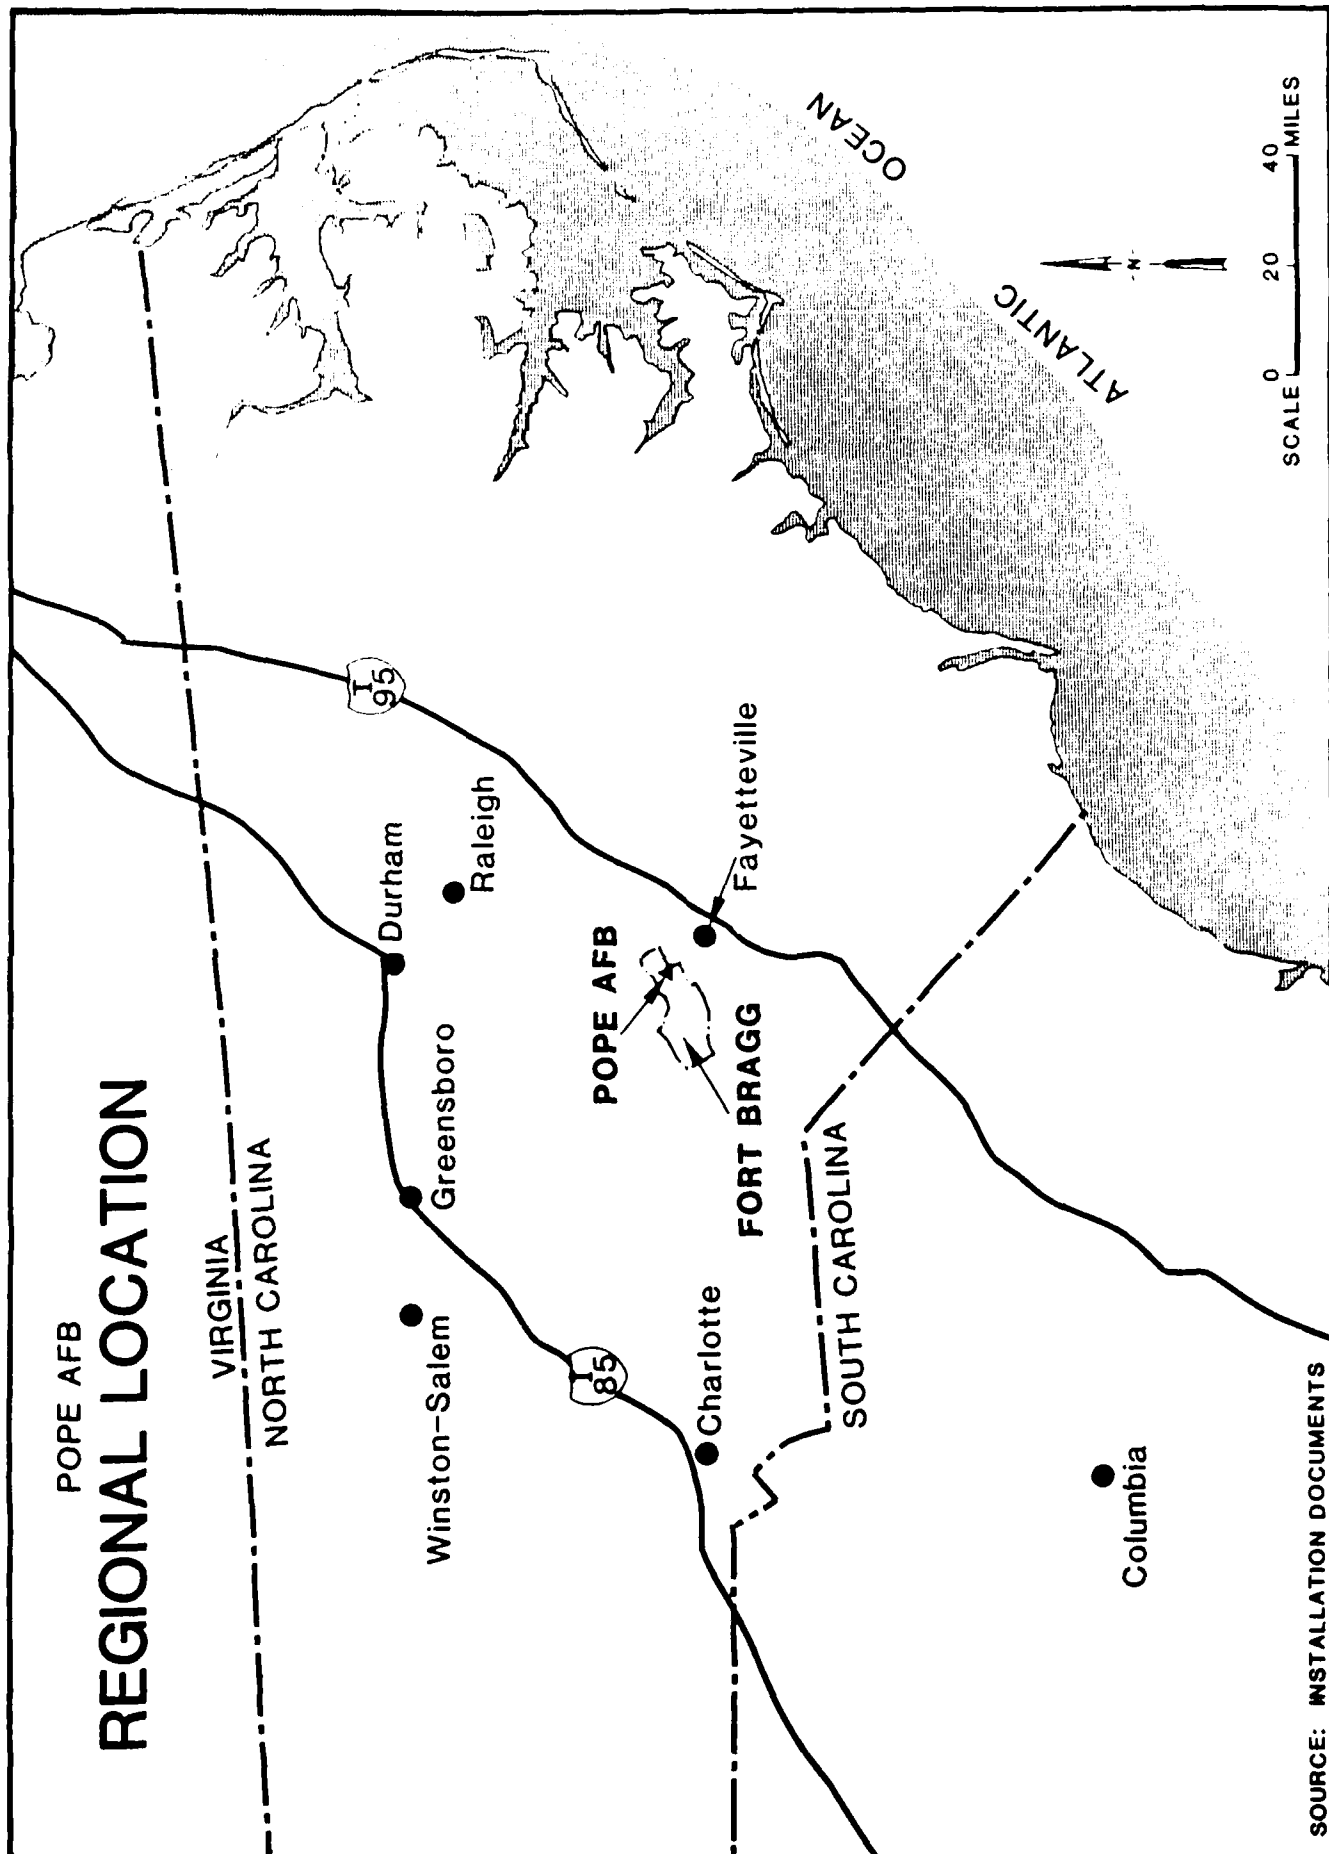 POPE AFB
REGIONAL LOCATION
VIRGINIA
NORTH CAROLINA
I
95
Durham
Raleigh
Greensboro
Winston-Salem
I
85
POPE AFB
FORT BRAGG
Fayetteville
Charlotte
SOUTH CAROLINA
Columbia
ATLANTIC OCEAN
N
SCALE 0 20 40 MILES
SOURCE: INSTALLATION DOCUMENTS